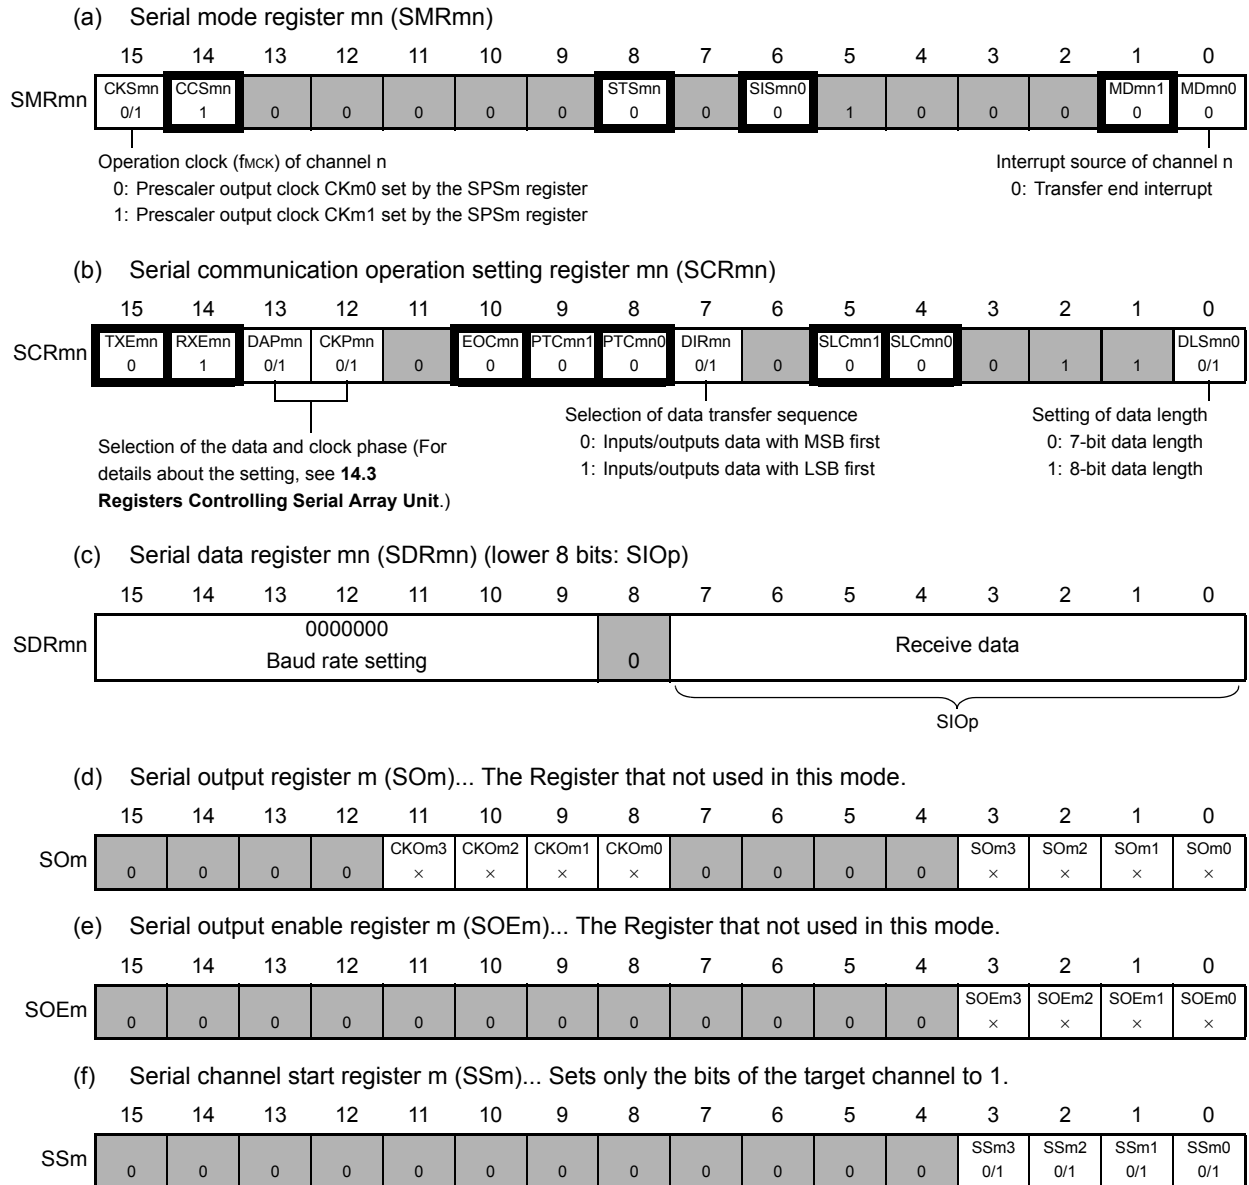 (a) Serial mode register mn (SMRmn)
15 14 13 12 11 10 9 8 7 6 5 4 3 2 1 0
CKSmn CCSmn STSmn SISmn0 MDmn1 MDmn0
SMRmn
0/1 1 0 0 0 0 0 0 0 0 1 0 0 0 0 0
Operation clock (fMCK) of channel n
0: Prescaler output clock CKm0 set by the SPSm register
1: Prescaler output clock CKm1 set by the SPSm register
Interrupt source of channel n
0: Transfer end interrupt
(b) Serial communication operation setting register mn (SCRmn)
15 14 13 12 11 10 9 8 7 6 5 4 3 2 1 0
TXEmn RXEmn DAPmn CKPmn EOCmn PTCmn1 PTCmn0 DIRmn SLCmn1 SLCmn0 DLSmn0
SCRmn
0 1 0/1 0/1 0 0 0 0 0/1 0 0 0 0 1 1 0/1
Selection of the data and clock phase (For
details about the setting, see 14.3
Registers Controlling Serial Array Unit.)
Selection of data transfer sequence
0: Inputs/outputs data with MSB first
1: Inputs/outputs data with LSB first
Setting of data length
0: 7-bit data length
1: 8-bit data length
(c) Serial data register mn (SDRmn) (lower 8 bits: SIOp)
15 14 13 12 11 10 9 8 7 6 5 4 3 2 1 0
SDRmn
0000000
Baud rate setting
0
Receive data
SIOp
(d) Serial output register m (SOm)... The Register that not used in this mode.
15 14 13 12 11 10 9 8 7 6 5 4 3 2 1 0
CKOm3 CKOm2 CKOm1 CKOm0 SOm3 SOm2 SOm1 SOm0
SOm
0 0 0 0 × × × × 0 0 0 0 × × × ×
(e) Serial output enable register m (SOEm)... The Register that not used in this mode.
15 14 13 12 11 10 9 8 7 6 5 4 3 2 1 0
SOEm3 SOEm2 SOEm1 SOEm0
SOEm
0 0 0 0 0 0 0 0 0 0 0 0 × × × ×
(f) Serial channel start register m (SSm)... Sets only the bits of the target channel to 1.
15 14 13 12 11 10 9 8 7 6 5 4 3 2 1 0
SSm3 SSm2 SSm1 SSm0
SSm
0 0 0 0 0 0 0 0 0 0 0 0 0/1 0/1 0/1 0/1